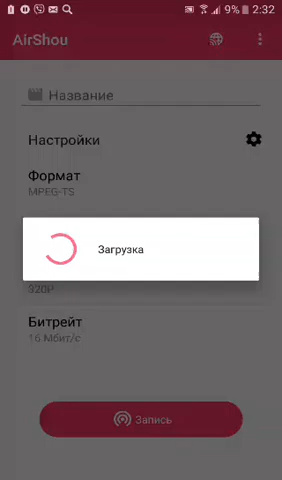 9% 2:32
AirShou
Название
Настройки
Формат
MPEG-TS
Загрузка
320P
Битрейт
16 Мбит/с
Запись